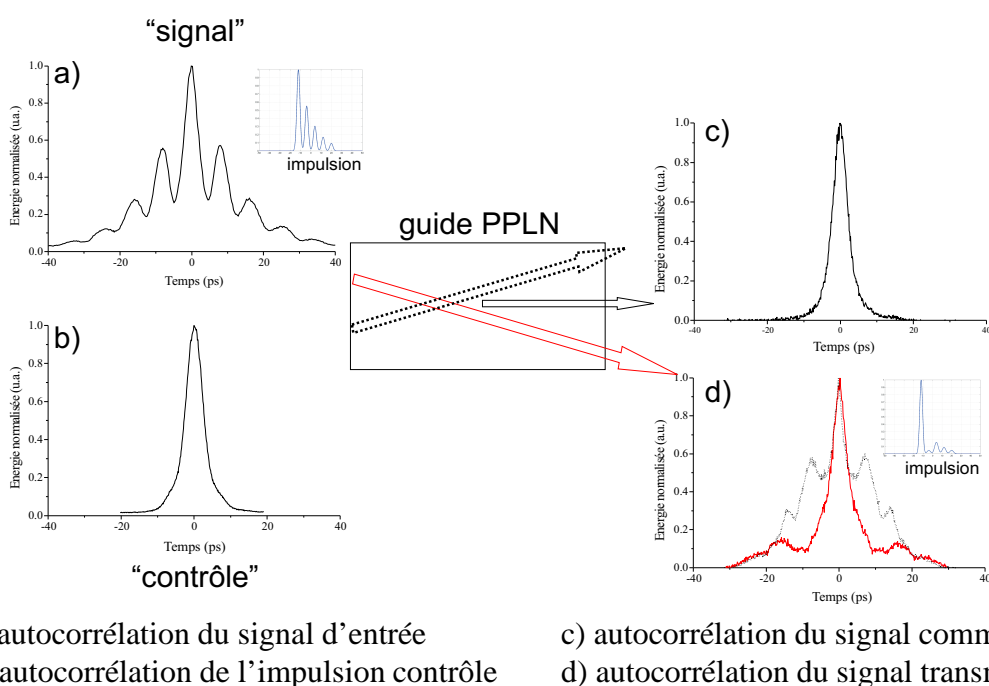 “signal”
a)
Energie normalisée (u.a.)
1.0
0.8
0.6
0.4
0.2
0.0
-40 -20 0 20 40
Temps (ps)
impulsion
b)
Energie normalisée (u.a.)
1.0
0.8
0.6
0.4
0.2
0.0
-40 -20 0 20 40
Temps (ps)
“contrôle”
guide PPLN
c)
Energie normalisée (u.a.)
1.0
0.8
0.6
0.4
0.2
0.0
-40 -20 0 20 40
Temps (ps)
d)
Energie normalisée (a.u.)
1.0
0.8
0.6
0.4
0.2
0.0
-40 -20 0 20 40
Temps (ps)
impulsion
autocorrélation du signal d’entrée
autocorrélation de l’impulsion contrôle
c) autocorrélation du signal comm
d) autocorrélation du signal transm